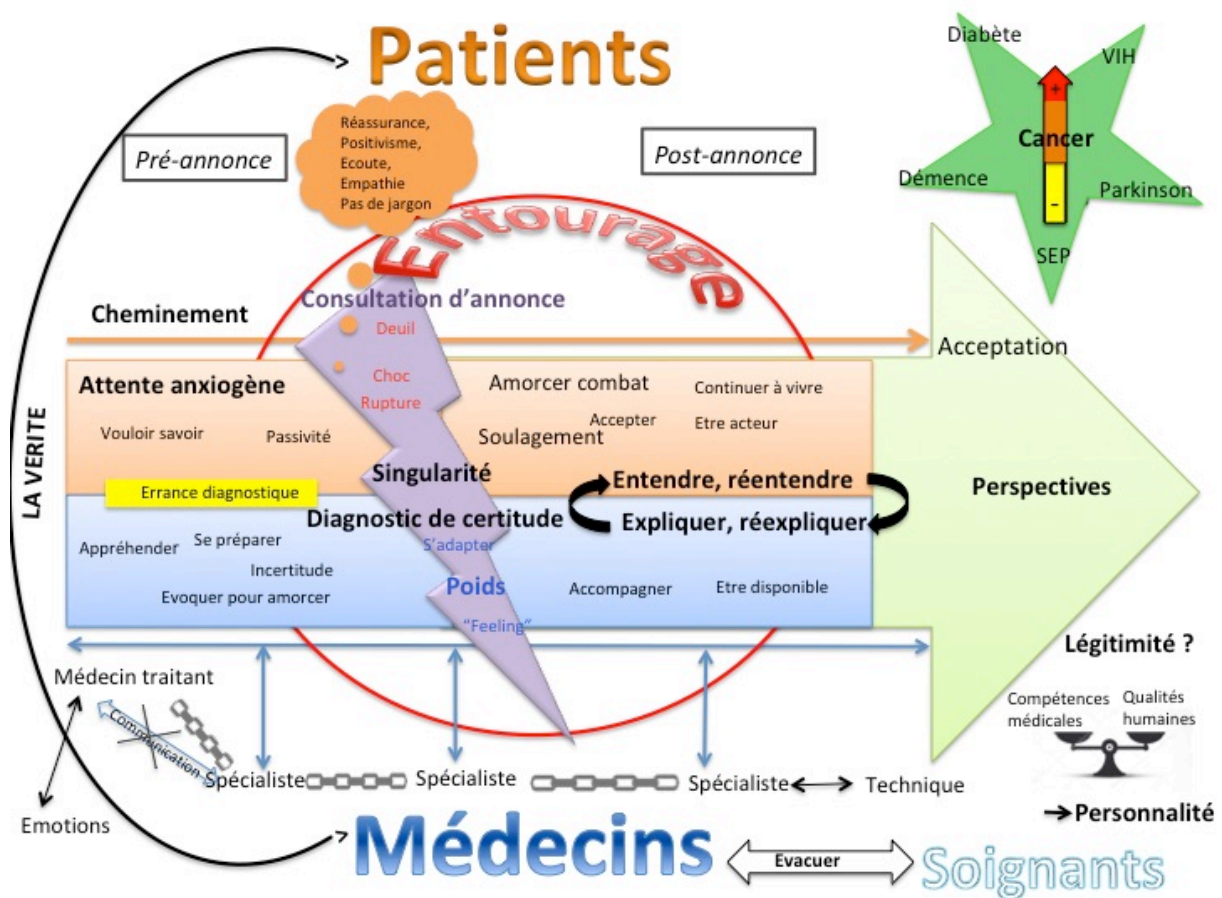 Patients
Diabète
VIH
+
Cancer
Démence
Parkinson
-
SEP
Pré-annonce
Réassurance,
Positivisme,
Ecoute,
Empathie
Pas de jargon
Post-annonce
Entourage
Consultation d'annonce
Cheminement
Deuil
Acceptation
Attente anxiogène
Choc
Rupture
Amorcer combat
Continuer à vivre
Vouloir savoir
Passivité
Soulagement
Accepter
Etre acteur
LA VERITE
Singularité
Entendre, réentendre
Perspectives
Errance diagnostique
Diagnostic de certitude
Expliquer, réexpliquer
Appréhender
Se préparer
S'adapter
Incertitude
Evoquer pour amorcer
Poids
Accompagner
Etre disponible
"Feeling"
Légitimité ?
Médecin traitant
Communication
Compétences
médicales
Qualités
humaines
Spécialiste
Spécialiste
Spécialiste
Technique
Emotions
Personnalité
Médecins
Evacuer
Soignants